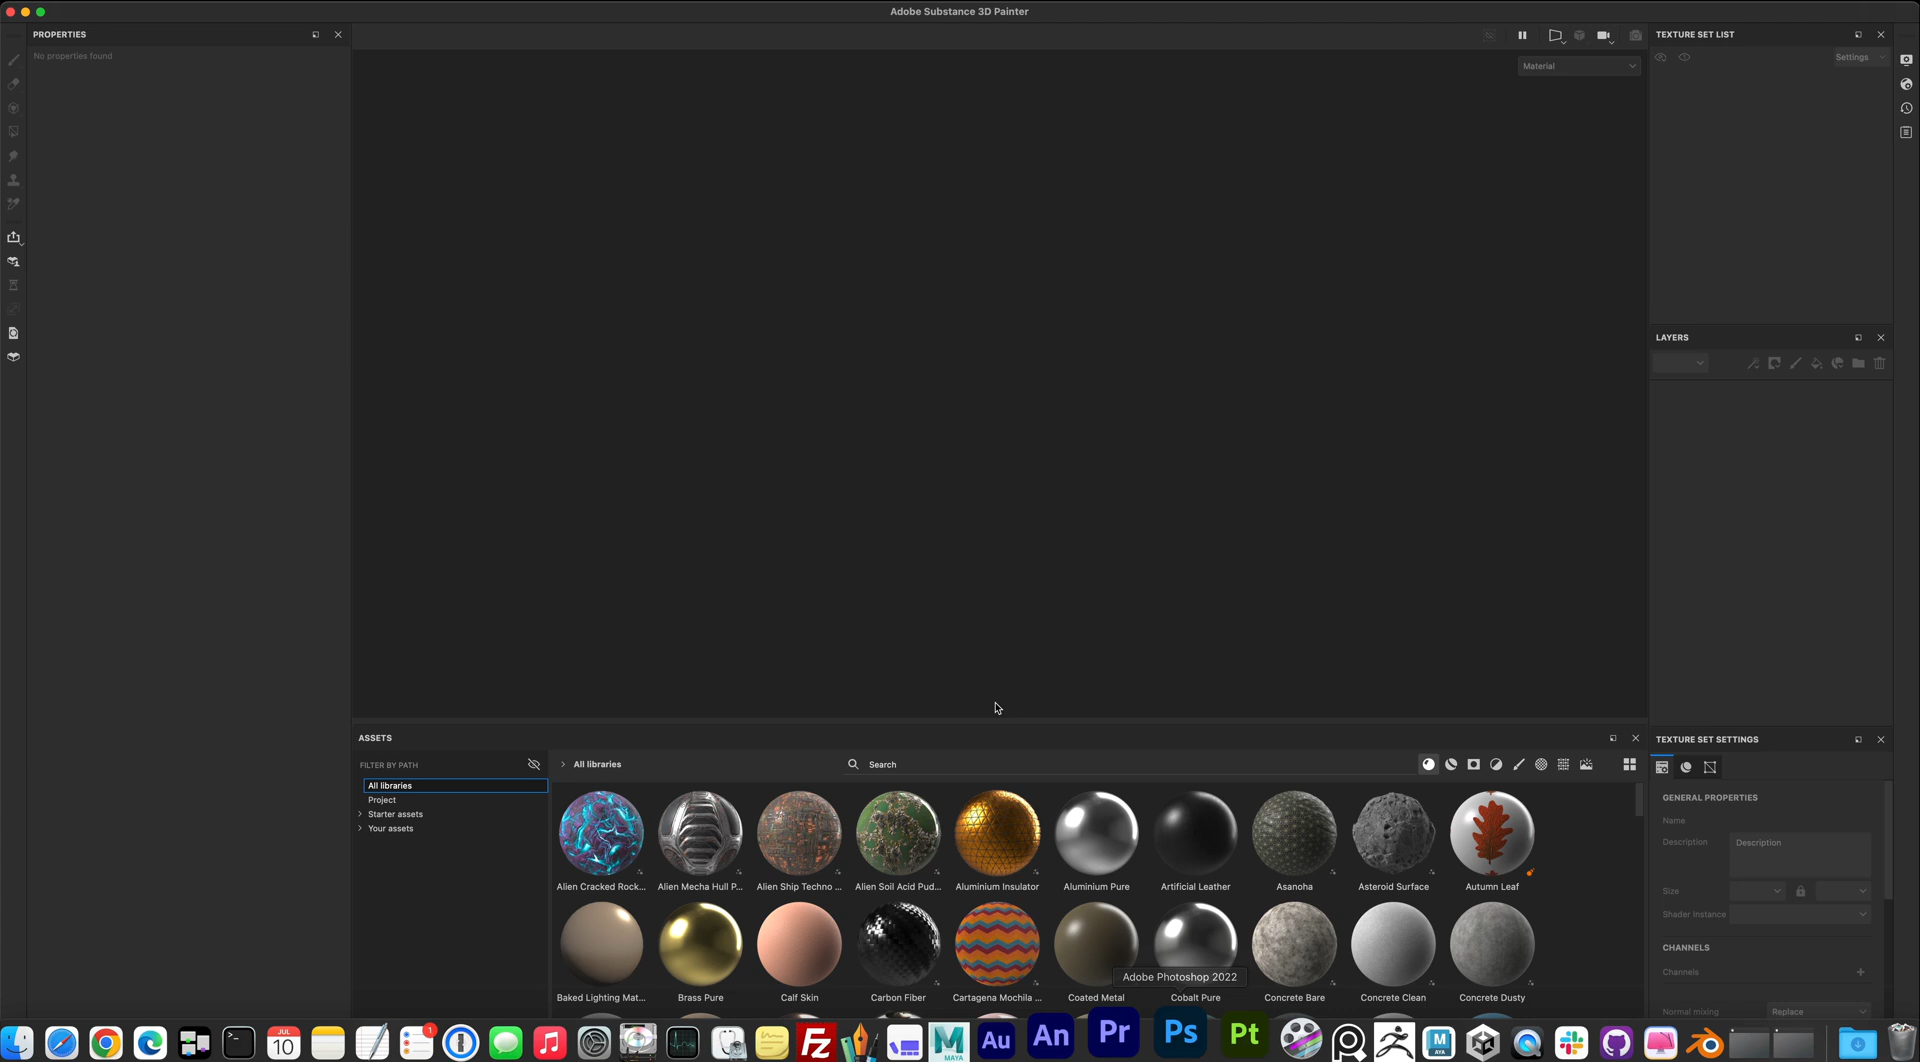 Adobe Substance 3D Painter
PROPERTIES
No properties found
Material
TEXTURE SET LIST
Settings
LAYERS
ASSETS
FILTER BY PATH
All libraries
Project
Starter assets
Your assets
All libraries
Search
Alien Cracked Rock...
Alien Mecha Hull P...
Alien Ship Techno ...
Alien Soil Acid Pud...
Aluminium Insulator
Aluminium Pure
Artificial Leather
Asanoha
Asteroid Surface
Autumn Leaf
Baked Lighting Mat...
Brass Pure
Calf Skin
Carbon Fiber
Cartagena Mochila ...
Coated Metal
Cobalt Pure
Concrete Bare
Concrete Clean
Concrete Dusty
Adobe Photoshop 2022
TEXTURE SET SETTINGS
GENERAL PROPERTIES
Name
Description
Description
Size
Shader Instance
CHANNELS
Channels
Normal mixing
Replace
JUL
10
1
Fz
MAYA
Au
An
Pr
Ps
Pt
MAYA